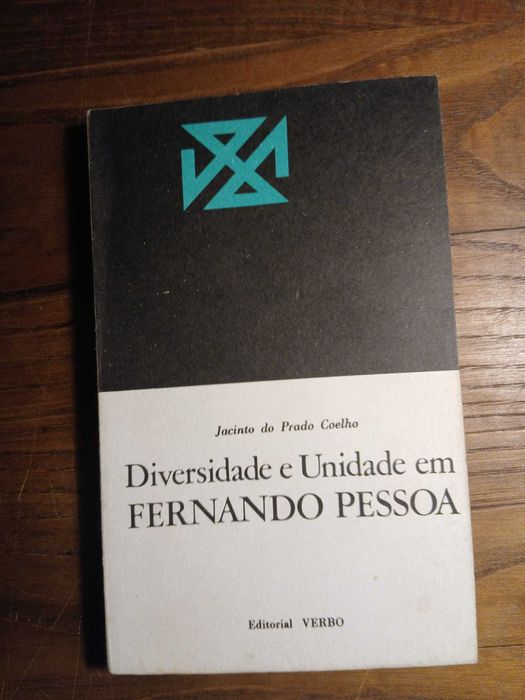 Jacinto do Prado Coelho
Diversidade e Unidade em
FERNANDO PESSOA
Editorial VERBO